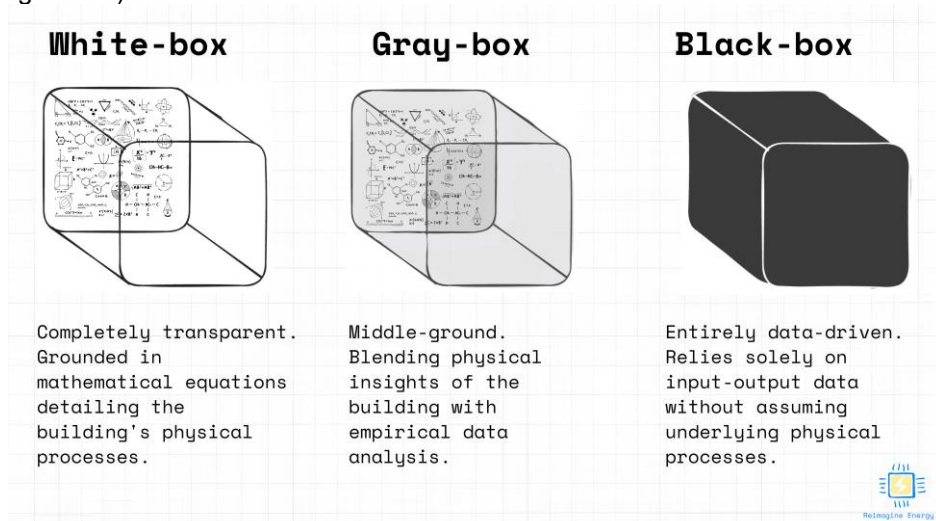 White-box
Gray-box
Black-box
Completely transparent.
Grounded in
mathematical equations
detailing the
building's physical
processes.
Middle-ground.
Blending physical
insights of the
building with
empirical data
analysis.
Entirely data-driven.
Relies solely on
input-output data
without assuming
underlying physical
processes.
Reimagine Energy